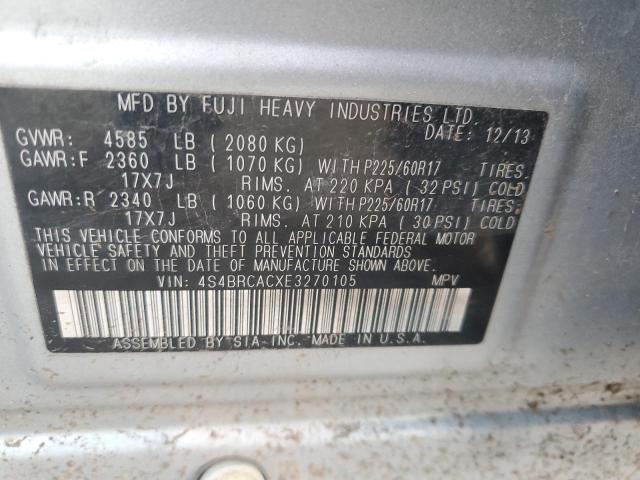 MFD BY FUJI HEAVY INDUSTRIES LTD.
DATE: 12/13
GVWR: 4585 LB ( 2080 KG)
GAWR:F 2360 LB ( 1070 KG) WITH P225/60R17 TIRES.
17X7J RIMS. AT 220 KPA ( 32 PSI) COLD
GAWR:R 2340 LB ( 1060 KG) WITH P225/60R17 TIRES.
17X7J RIMS. AT 210 KPA ( 30 PSI) COLD
THIS VEHICLE CONFORMS TO ALL APPLICABLE FEDERAL MOTOR
VEHICLE SAFETY AND THEFT PREVENTION STANDARDS
IN EFFECT ON THE DATE OF MANUFACTURE SHOWN ABOVE.
VIN: 4S4BRCACXE3270105 MPV
ASSEMBLED BY SIA-INC. MADE IN U.S.A.